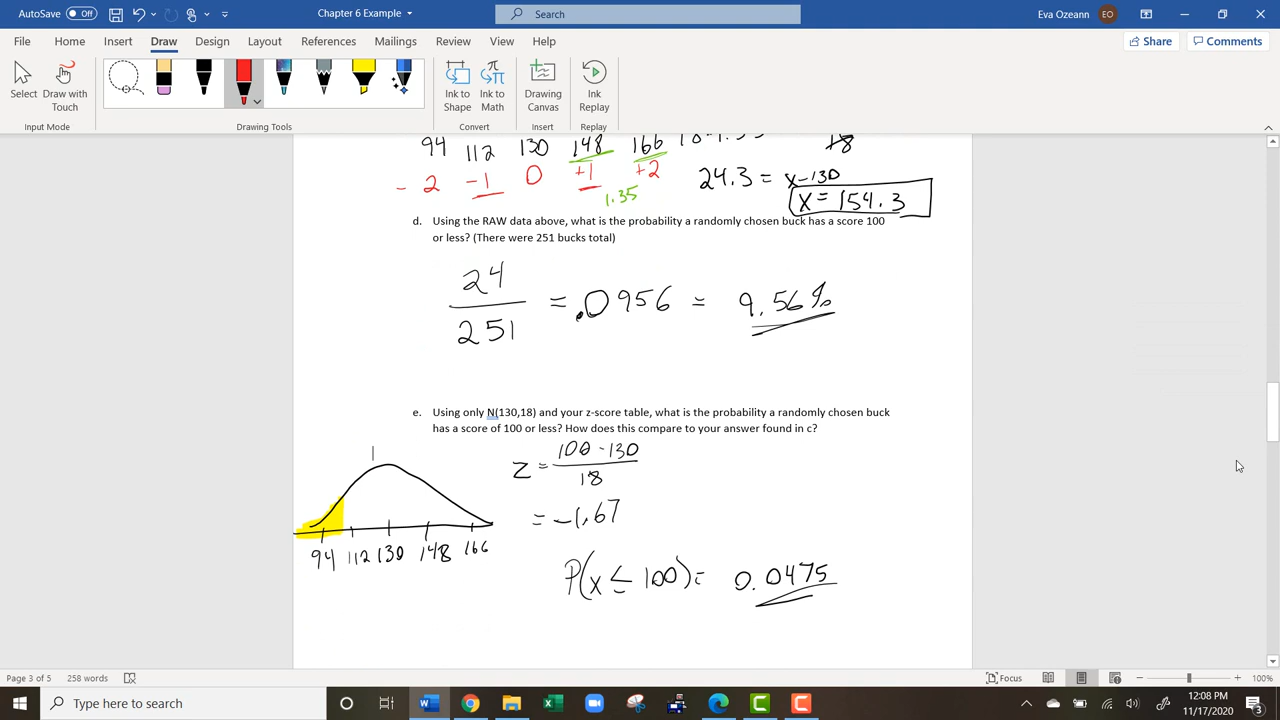 AutoSave Off Chapter 6 Example Search Eva Ozeann EO
File Home Insert Draw Design Layout References Mailings Review View Help Share Comments
Select Draw with Touch Ink to Shape Ink to Math Drawing Canvas Ink Replay
Input Mode Drawing Tools Convert Insert Replay
94 112 130 148 166
18
-2 -1 0 +1 +2
1.35
24.3 = x-130
x = 154.3
d. Using the RAW data above, what is the probability a randomly chosen buck has a score 100
or less? (There were 251 bucks total)
24
251
= .0956 = 9.56%
e. Using only N(130,18) and your z-score table, what is the probability a randomly chosen buck
has a score of 100 or less? How does this compare to your answer found in c?
z = 100-130
18
= -1.67
94 112 130 148 166
P(x ≤ 100) = 0.0475
Page 3 of 5 258 words Focus 100%
Type here to search
12:08 PM
11/17/2020